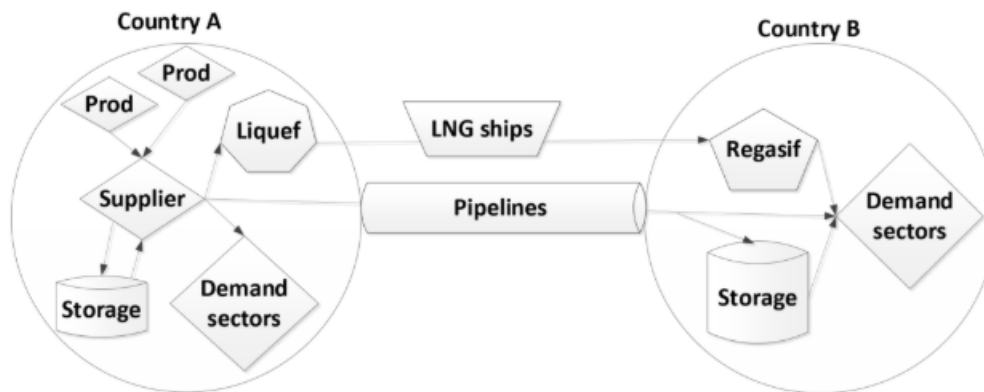 Country A
Country B
Prod
Prod
Liquef
LNG ships
Regasif
Supplier
Pipelines
Demand
sectors
Storage
Demand
sectors
Storage